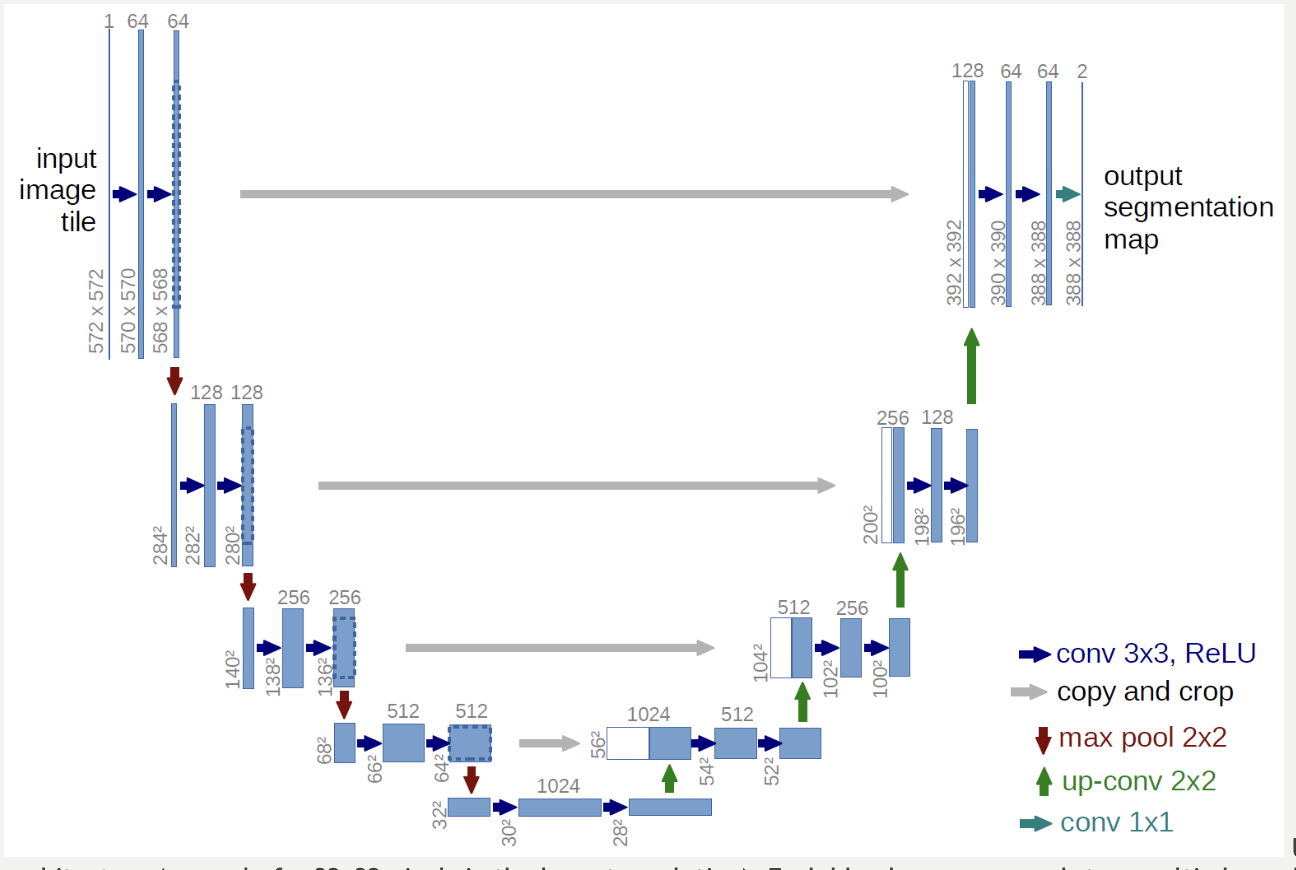 1 64 64
128 64 64 2
input
image
tile
output
segmentation
map
572 x 572
570 x 570
568 x 568
392 x 392
390 x 390
388 x 388
388 x 388
128 128
256 128
284²
282²
280²
200²
198²
196²
256 256
512 256
140²
138²
136²
104²
102²
100²
conv 3x3, ReLU
copy and crop
max pool 2x2
up-conv 2x2
conv 1x1
512 512
1024 512
68²
66²
64²
56²
54²
52²
1024
32²
30²
28²